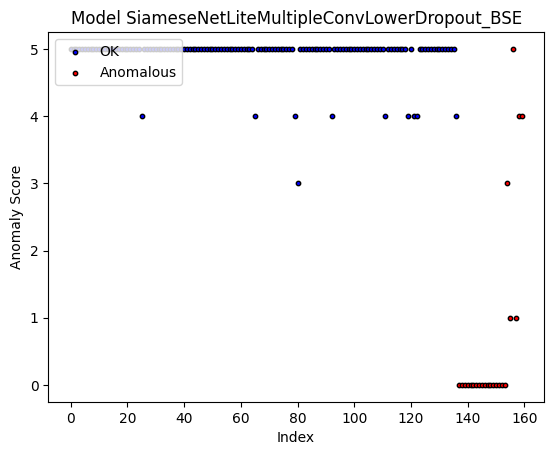 Model SiameseNetLiteMultipleConvLowerDropout_BSE
OK
Anomalous
Anomaly Score
5
4
3
2
1
0
0 20 40 60 80 100 120 140 160
Index